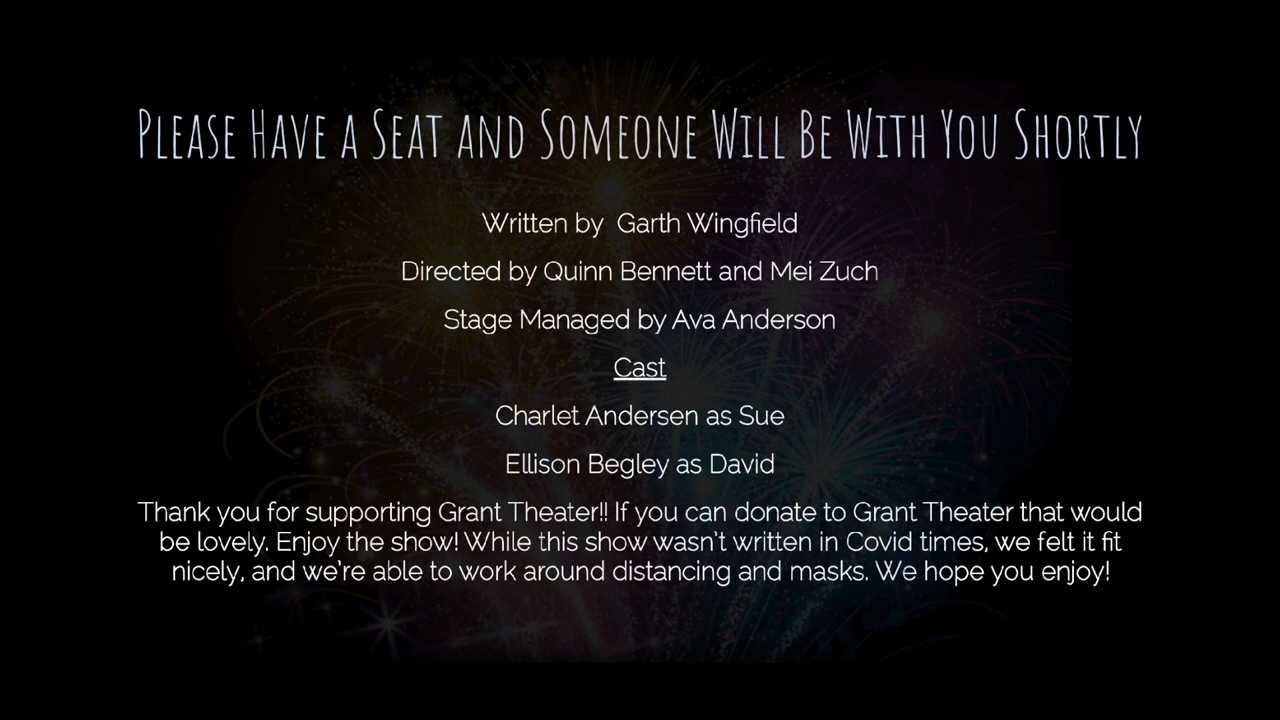 Please Have a Seat and Someone Will Be With You Shortly
Written by  Garth Wingfield
Directed by Quinn Bennett and Mei Zuch
Stage Managed by Ava Anderson
Cast
Charlet Andersen as Sue
Ellison Begley as David
Thank you for supporting Grant Theater!! If you can donate to Grant Theater that would
be lovely. Enjoy the show! While this show wasn't written in Covid times, we felt it fit
nicely, and we're able to work around distancing and masks. We hope you enjoy!